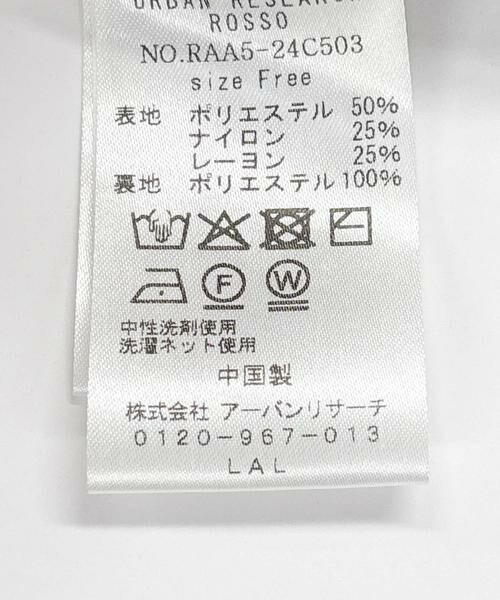 URBAN RESEARCH
ROSSO
NO.RAA5-24C503
size Free
表地 ポリエステル 50%
ナイロン 25%
レーヨン 25%
裏地 ポリエステル 100%
F W
中性洗剤使用
洗濯ネット使用
中国製
株式会社 アーバンリサーチ
0120-967-013
LAL